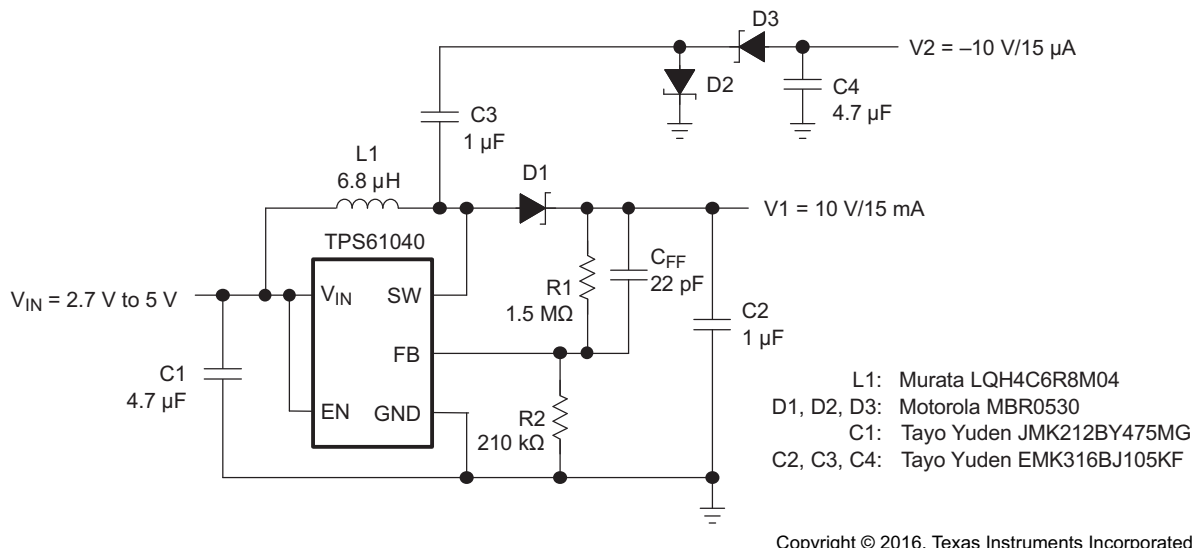 D3
V2 = –10 V/15 µA
D2
C4
4.7 µF
C3
1 µF
L1
6.8 µH
D1
V1 = 10 V/15 mA
TPS61040
VIN = 2.7 V to 5 V
VIN
SW
R1
1.5 MΩ
CFF
22 pF
C2
1 µF
FB
C1
4.7 µF
EN
GND
R2
210 kΩ
L1: Murata LQH4C6R8M04
D1, D2, D3: Motorola MBR0530
C1: Tayo Yuden JMK212BY475MG
C2, C3, C4: Tayo Yuden EMK316BJ105KF
Copyright © 2016, Texas Instruments Incorporated